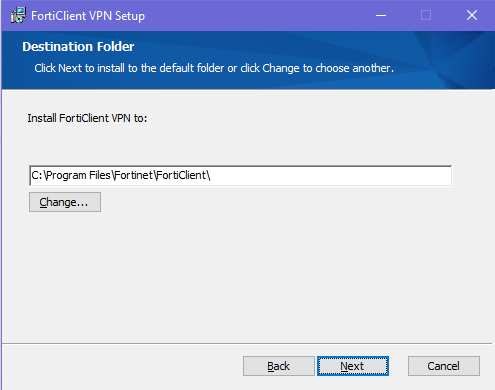 FortiClient VPN Setup
Destination Folder
Click Next to install to the default folder or click Change to choose another.
Install FortiClient VPN to:
C:\Program Files\Fortinet\FortiClient\
Change...
Back Next Cancel